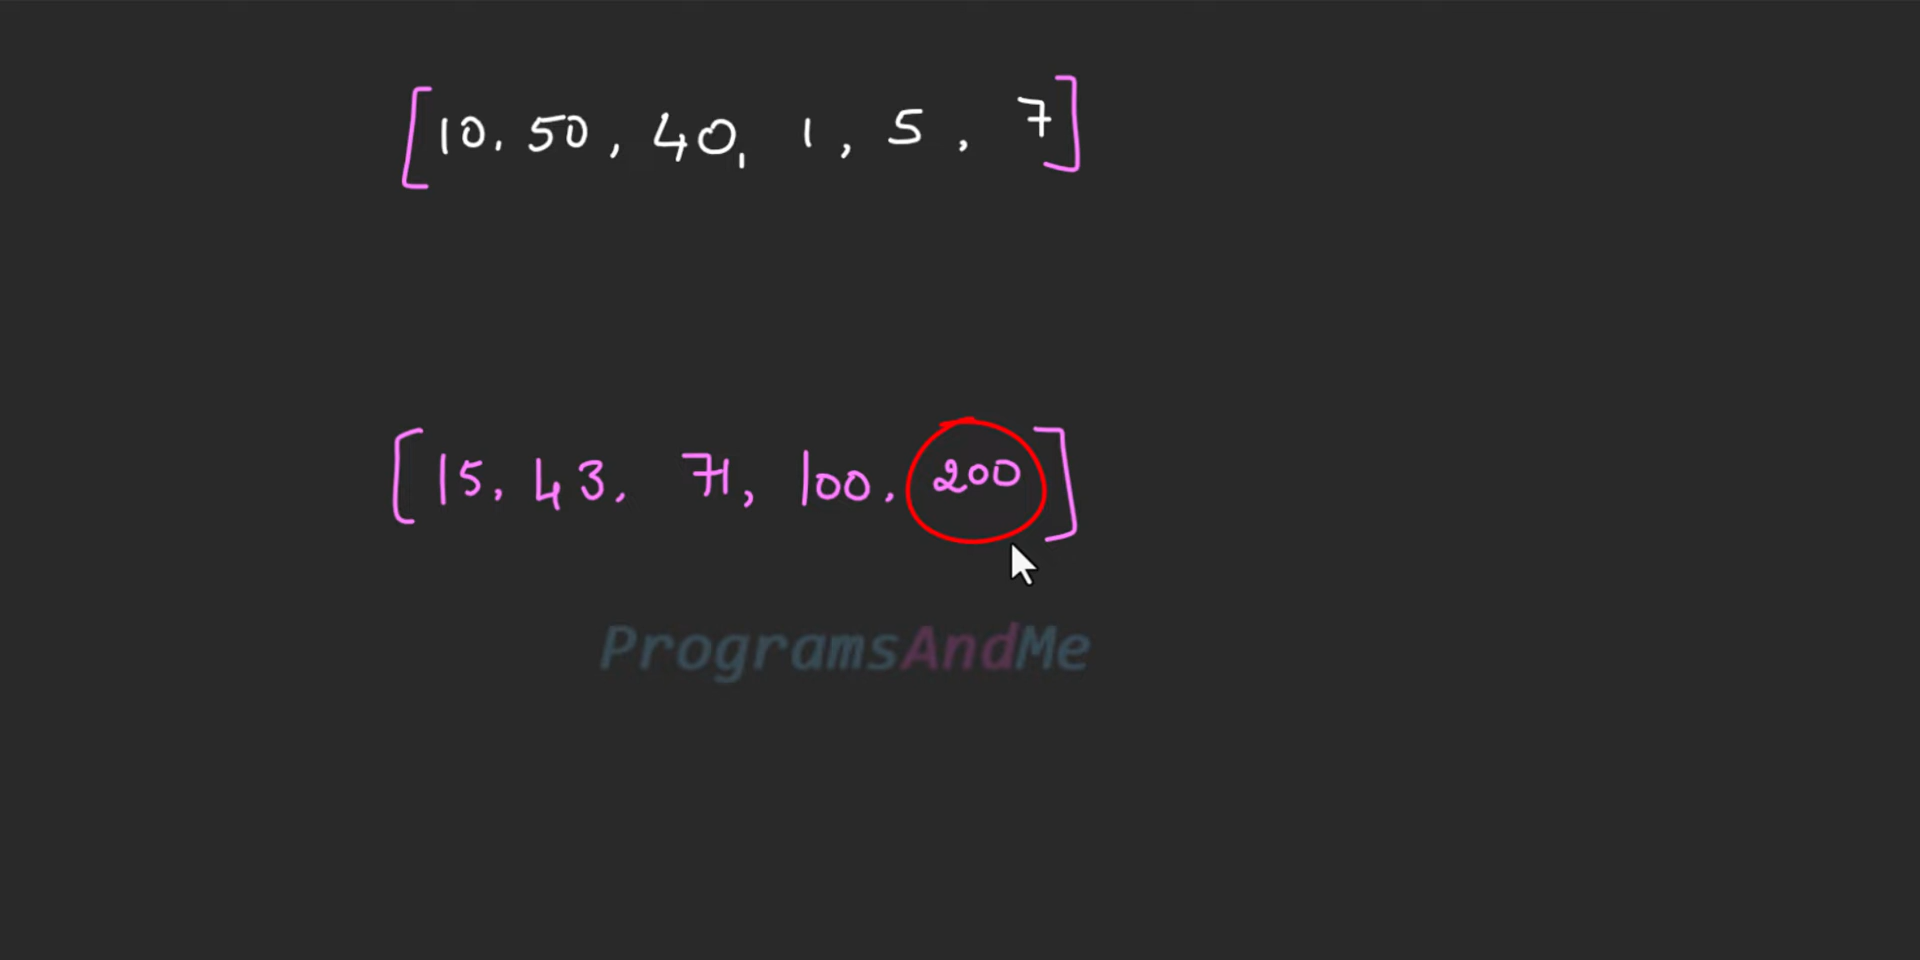 [10, 50, 40, 1, 5, 7]
[15, 43, 71, 100, 200]
ProgramsAndMe